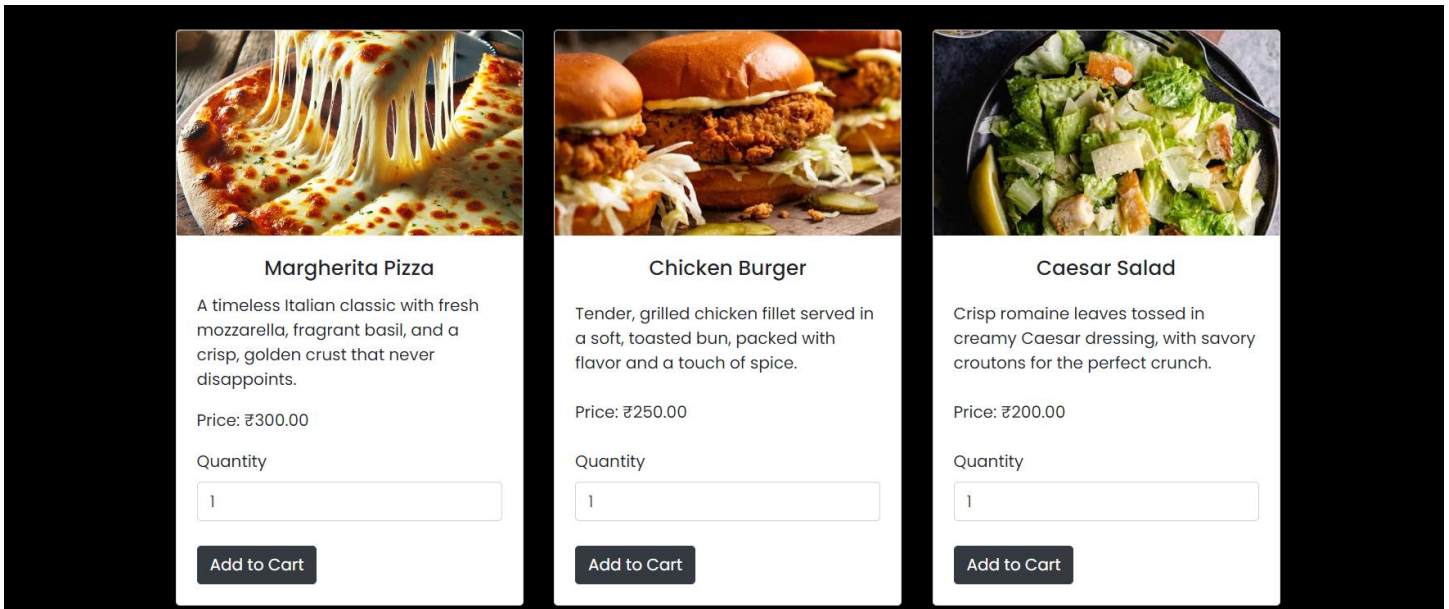 Margherita Pizza
A timeless Italian classic with fresh
mozzarella, fragrant basil, and a
crisp, golden crust that never
disappoints.
Price: ₹300.00
Quantity
1
Add to Cart
Chicken Burger
Tender, grilled chicken fillet served in
a soft, toasted bun, packed with
flavor and a touch of spice.
Price: ₹250.00
Quantity
1
Add to Cart
Caesar Salad
Crisp romaine leaves tossed in
creamy Caesar dressing, with savory
croutons for the perfect crunch.
Price: ₹200.00
Quantity
1
Add to Cart